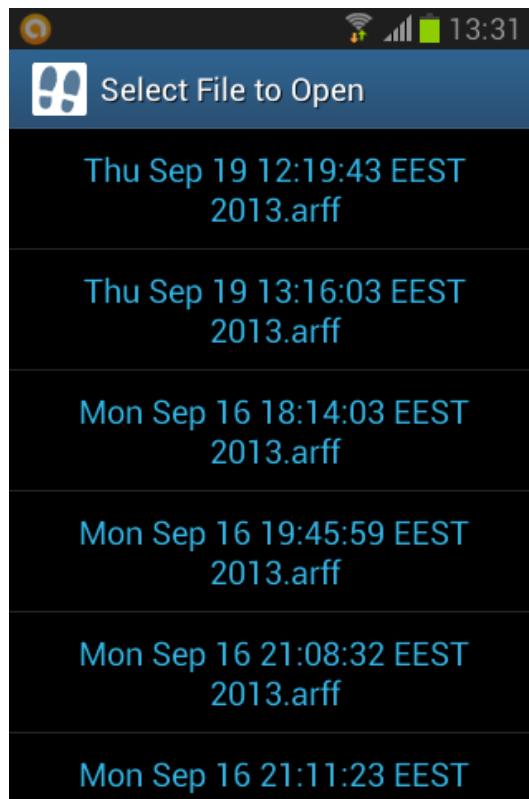 13:31
Select File to Open
Thu Sep 19 12:19:43 EEST
2013.arff
Thu Sep 19 13:16:03 EEST
2013.arff
Mon Sep 16 18:14:03 EEST
2013.arff
Mon Sep 16 19:45:59 EEST
2013.arff
Mon Sep 16 21:08:32 EEST
2013.arff
Mon Sep 16 21:11:23 EEST